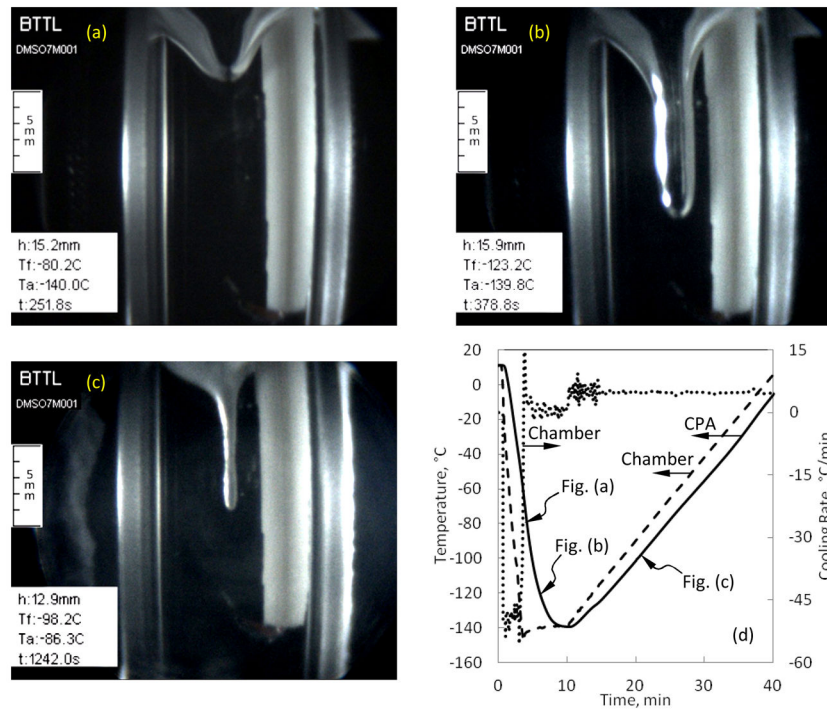 BTTL (a)
DMSO7M001
5
m
m
h:15.2mm
Tf:-80.2C
Ta:-140.0C
t:251.8s
BTTL (b)
DMSO7M001
5
m
m
h:15.9mm
Tf:-123.2C
Ta:-139.8C
t:378.8s
BTTL (c)
DMSO7M001
5
m
m
h:12.9mm
Tf:-98.2C
Ta:-86.3C
t:1242.0s
20
0
-20
-40
-60
-80
-100
-120
-140
-160
Temperature, °C
15
0
-15
-30
-45
-60
Cooling Rate, °C/min
Chamber
CPA
Chamber
Fig. (a)
Fig. (b)
Fig. (c)
(d)
0 10 20 30 40
Time, min